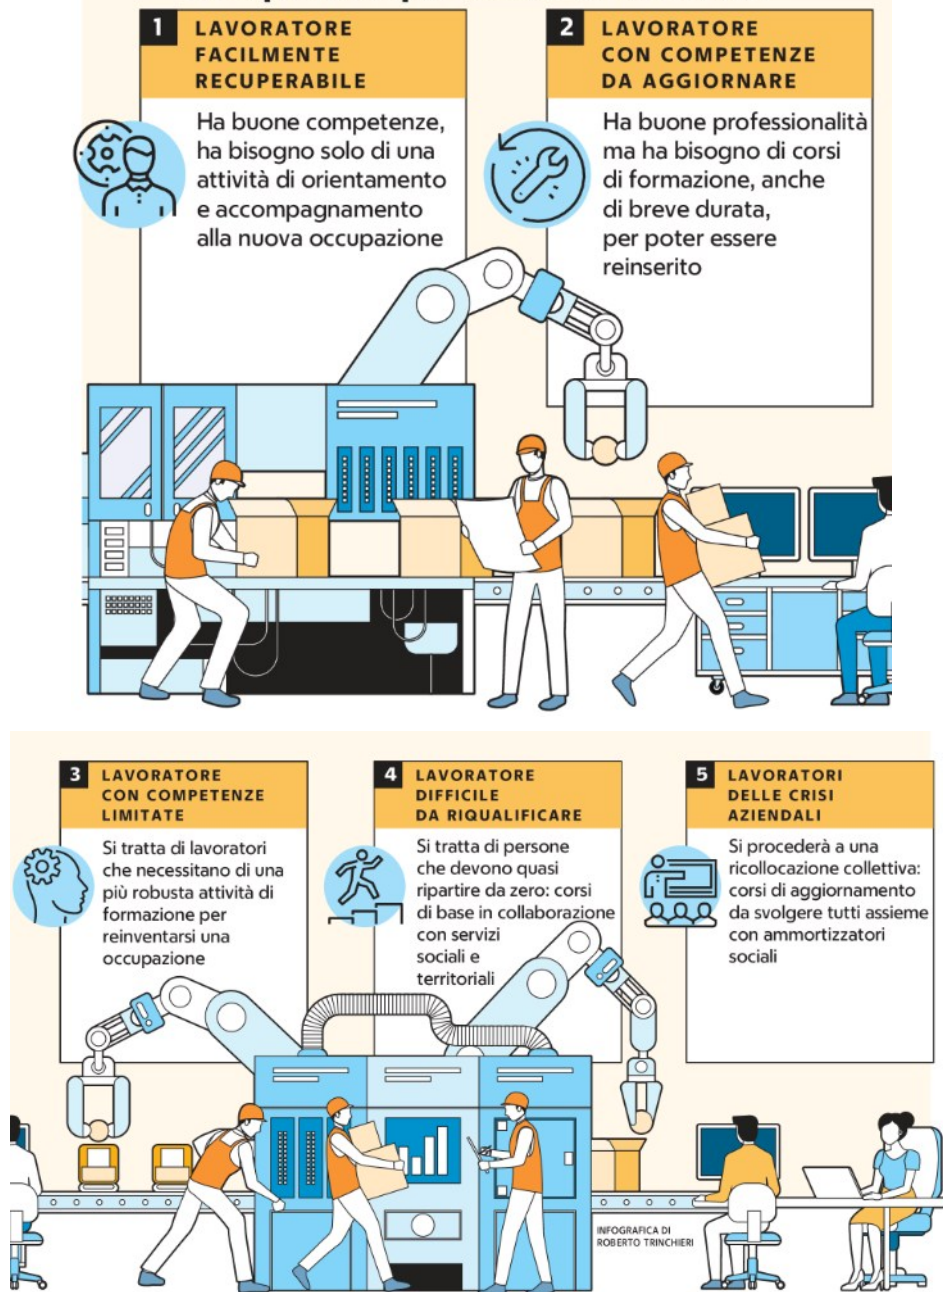 1
LAVORATORE
FACILMENTE
RECUPERABILE
Ha buone competenze,
ha bisogno solo di una
attività di orientamento
e accompagnamento
alla nuova occupazione
2
LAVORATORE
CON COMPETENZE
DA AGGIORNARE
Ha buone professionalità
ma ha bisogno di corsi
di formazione, anche
di breve durata,
per poter essere
reinserito
3
LAVORATORE
CON COMPETENZE
LIMITATE
Si tratta di lavoratori
che necessitano di una
più robusta attività di
formazione per
reinventarsi una
occupazione
4
LAVORATORE
DIFFICILE
DA RIQUALIFICARE
Si tratta di persone
che devono quasi
ripartire da zero: corsi
di base in collaborazione
con servizi
sociali e
territoriali
5
LAVORATORI
DELLE CRISI
AZIENDALI
Si procederà a una
ricollocazione collettiva:
corsi di aggiornamento
da svolgere tutti assieme
con ammortizzatori
sociali
INFOGRAFICA DI
ROBERTO TRINCHIERI